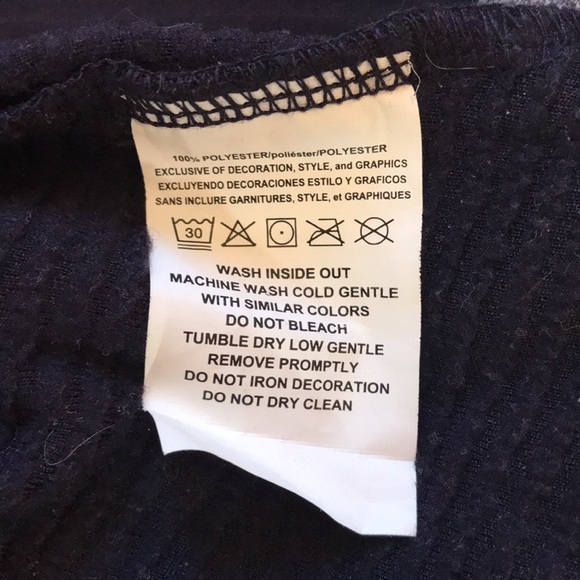 100% POLYESTER/poliéster/POLYESTER
EXCLUSIVE OF DECORATION, STYLE, and GRAPHICS
EXCLUYENDO DECORACIONES ESTILO Y GRAFICOS
SANS INCLURE GARNITURES, STYLE, et GRAPHIQUES
30
WASH INSIDE OUT
MACHINE WASH COLD GENTLE
WITH SIMILAR COLORS
DO NOT BLEACH
TUMBLE DRY LOW GENTLE
REMOVE PROMPTLY
DO NOT IRON DECORATION
DO NOT DRY CLEAN